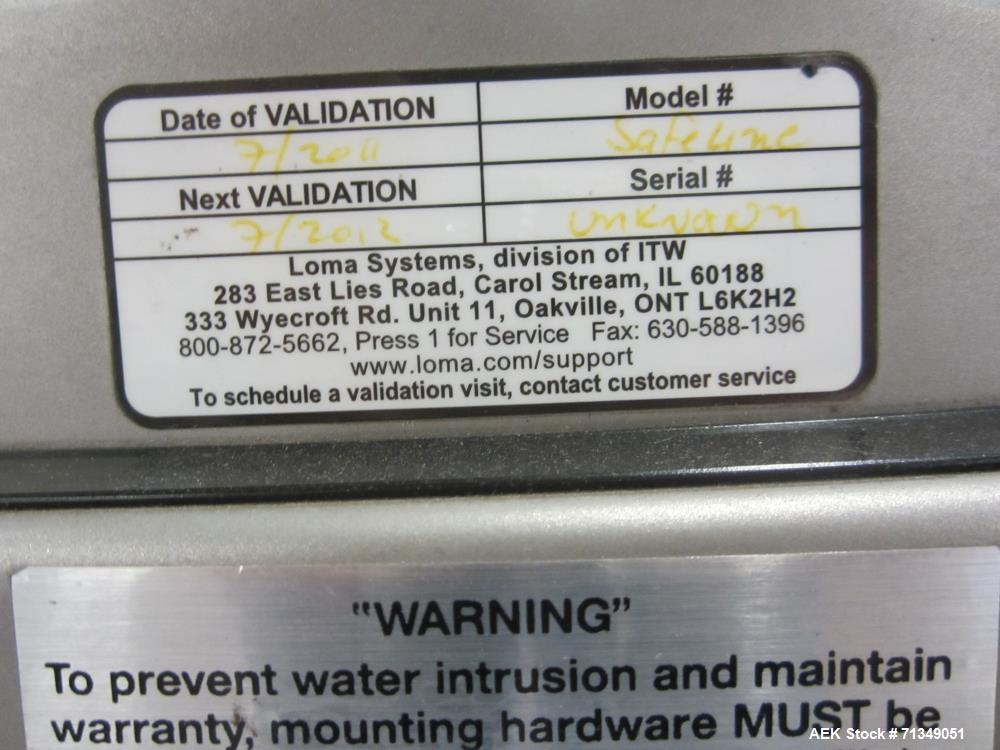 Date of VALIDATION
Model #
7/2011
Safeline
Next VALIDATION
Serial #
7/2012
unknown
Loma Systems, division of ITW
283 East Lies Road, Carol Stream, IL 60188
333 Wyecroft Rd. Unit 11, Oakville, ONT L6K2H2
800-872-5662, Press 1 for Service Fax: 630-588-1396
www.loma.com/support
To schedule a validation visit, contact customer service
"WARNING"
To prevent water intrusion and maintain
warranty, mounting hardware MUST be
AEK Stock #71349051